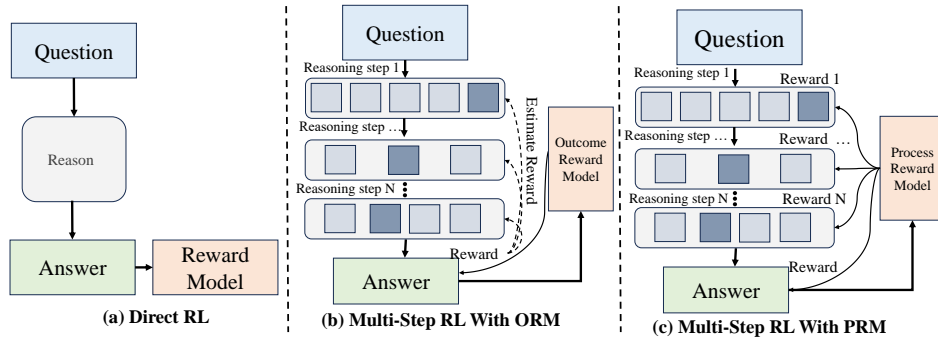 Question
Reason
Answer
Reward
Model
(a) Direct RL
Question
Reasoning step 1
Reasoning step …
Reasoning step N
Estimate Reward
Outcome
Reward
Model
Reward
Answer
(b) Multi-Step RL With ORM
Question
Reasoning step 1
Reward 1
Reasoning step …
Reward …
Reasoning step N
Reward N
Process
Reward
Model
Reward
Answer
(c) Multi-Step RL With PRM